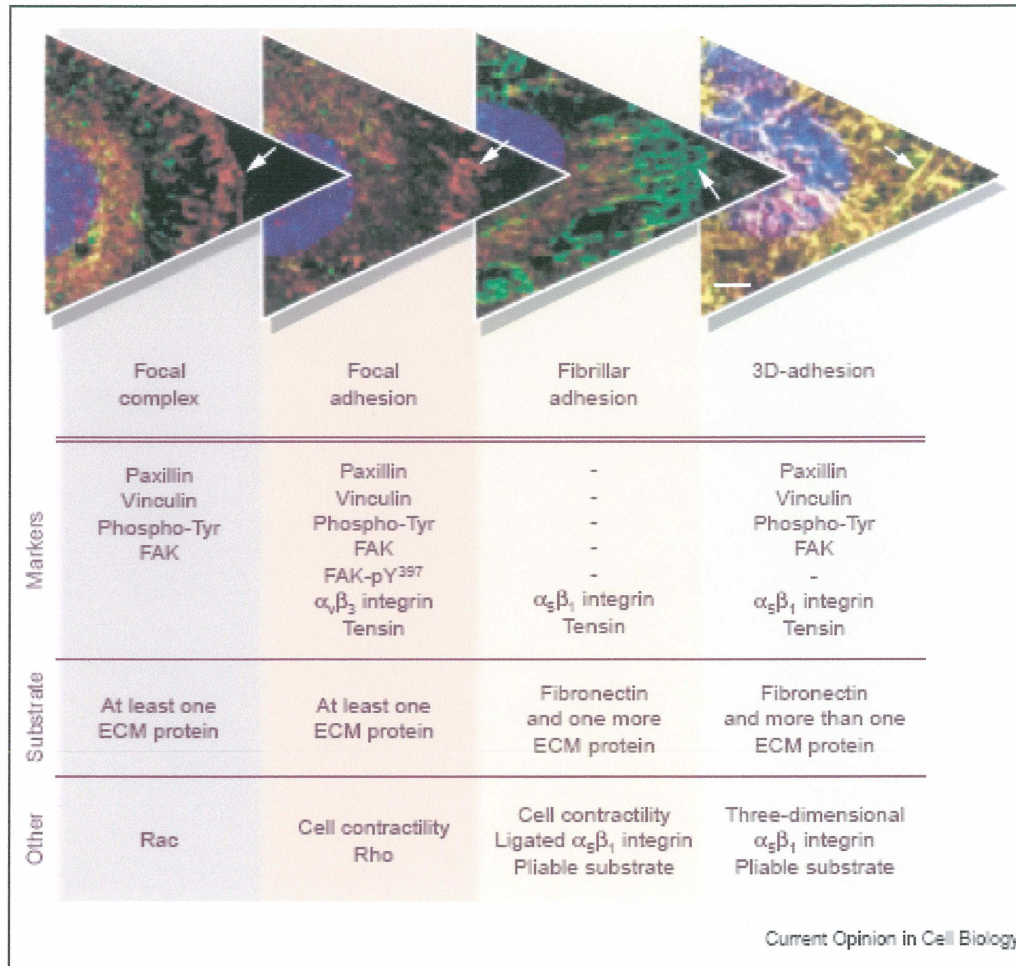 Focal
complex
Focal
adhesion
Fibrillar
adhesion
3D-adhesion
Markers
Paxillin
Vinculin
Phospho-Tyr
FAK
Paxillin
Vinculin
Phospho-Tyr
FAK
FAK-pY³⁹⁷
αᵥβ₃ integrin
Tensin
-
-
-
-
-
α₅β₁ integrin
Tensin
Paxillin
Vinculin
Phospho-Tyr
FAK
-
α₅β₁ integrin
Tensin
Substrate
At least one
ECM protein
At least one
ECM protein
Fibronectin
and one more
ECM protein
Fibronectin
and more than one
ECM protein
Other
Rac
Cell contractility
Rho
Cell contractility
Ligated α₅β₁ integrin
Pliable substrate
Three-dimensional
α₅β₁ integrin
Pliable substrate
Current Opinion in Cell Biology